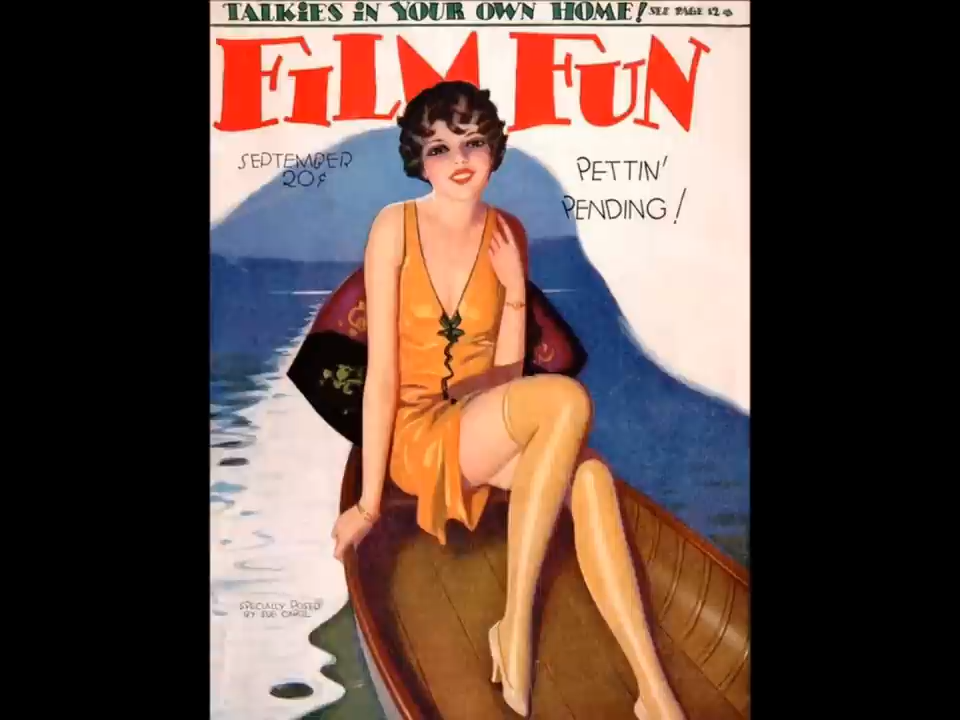 TALKiES iN YOUR OWN HOME! SEE PAGE 12
FiLM FUN
SEPTEMBER
20¢
PETTIN'
PENDING!
SPECIALLY POSED
BY SUE CAROL